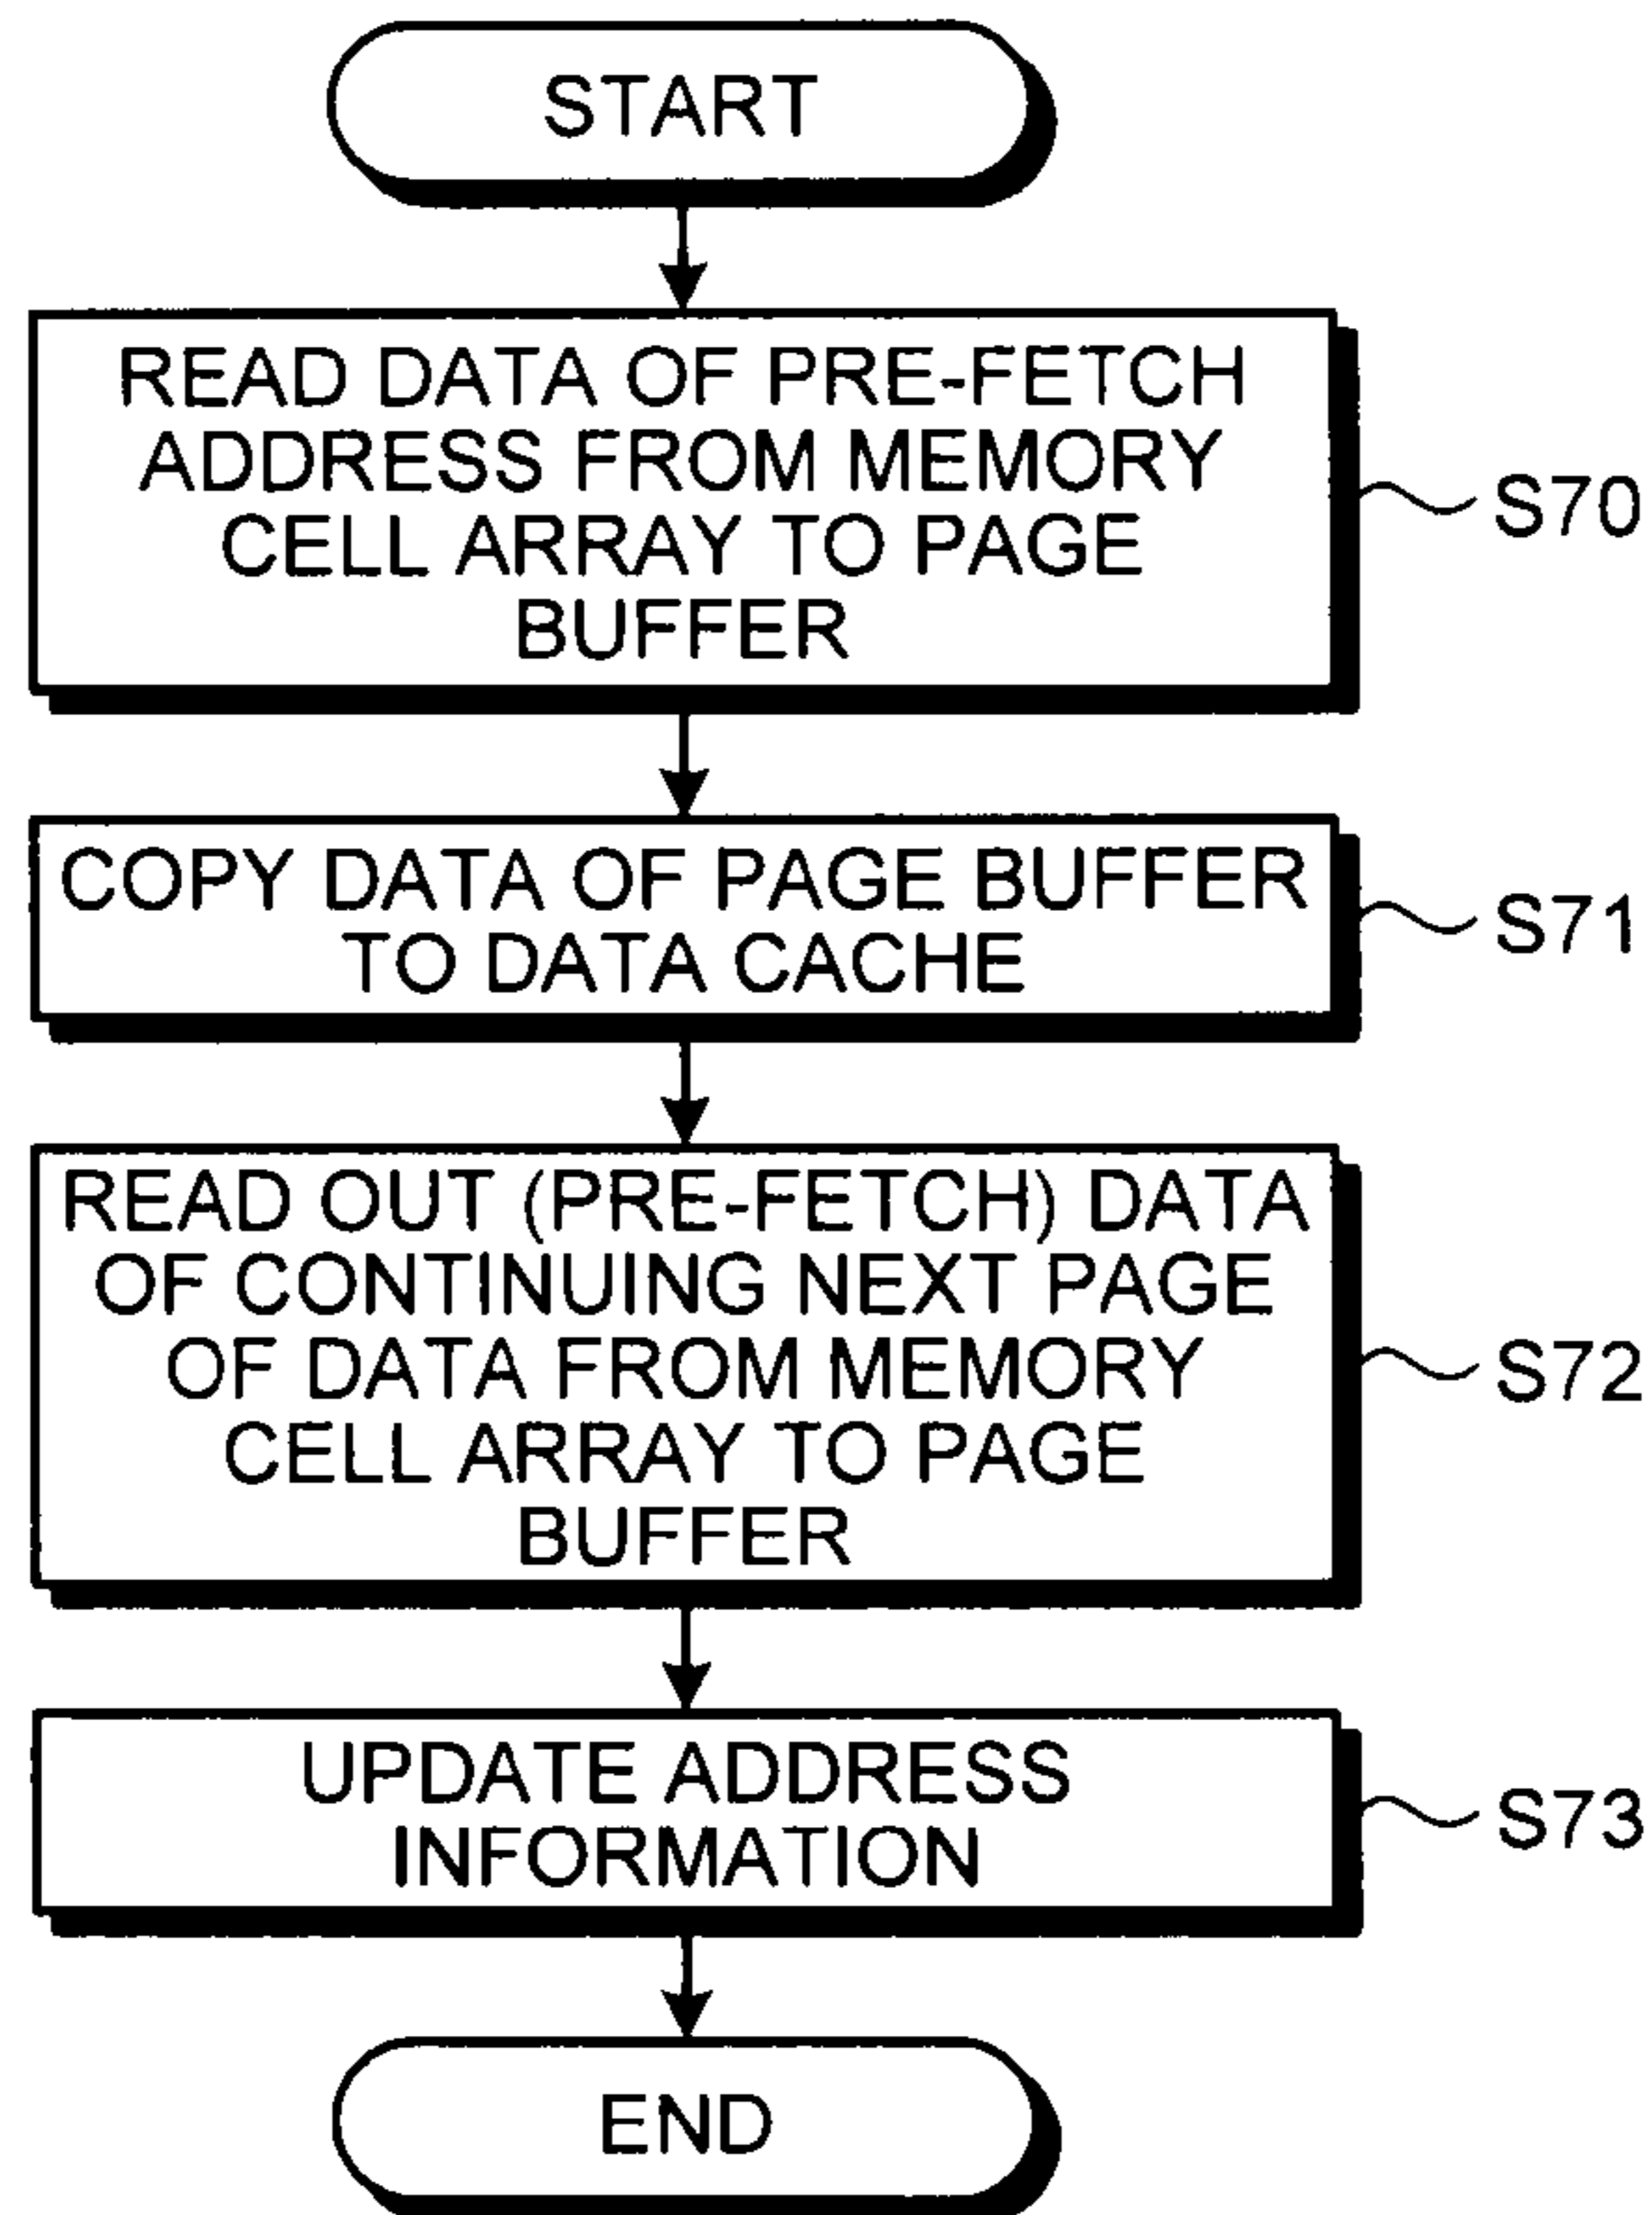 START
READ DATA OF PRE-FETCH
ADDRESS FROM MEMORY
CELL ARRAY TO PAGE
BUFFER
S70
COPY DATA OF PAGE BUFFER
TO DATA CACHE
S71
READ OUT (PRE-FETCH) DATA
OF CONTINUING NEXT PAGE
OF DATA FROM MEMORY
CELL ARRAY TO PAGE
BUFFER
S72
UPDATE ADDRESS
INFORMATION
S73
END